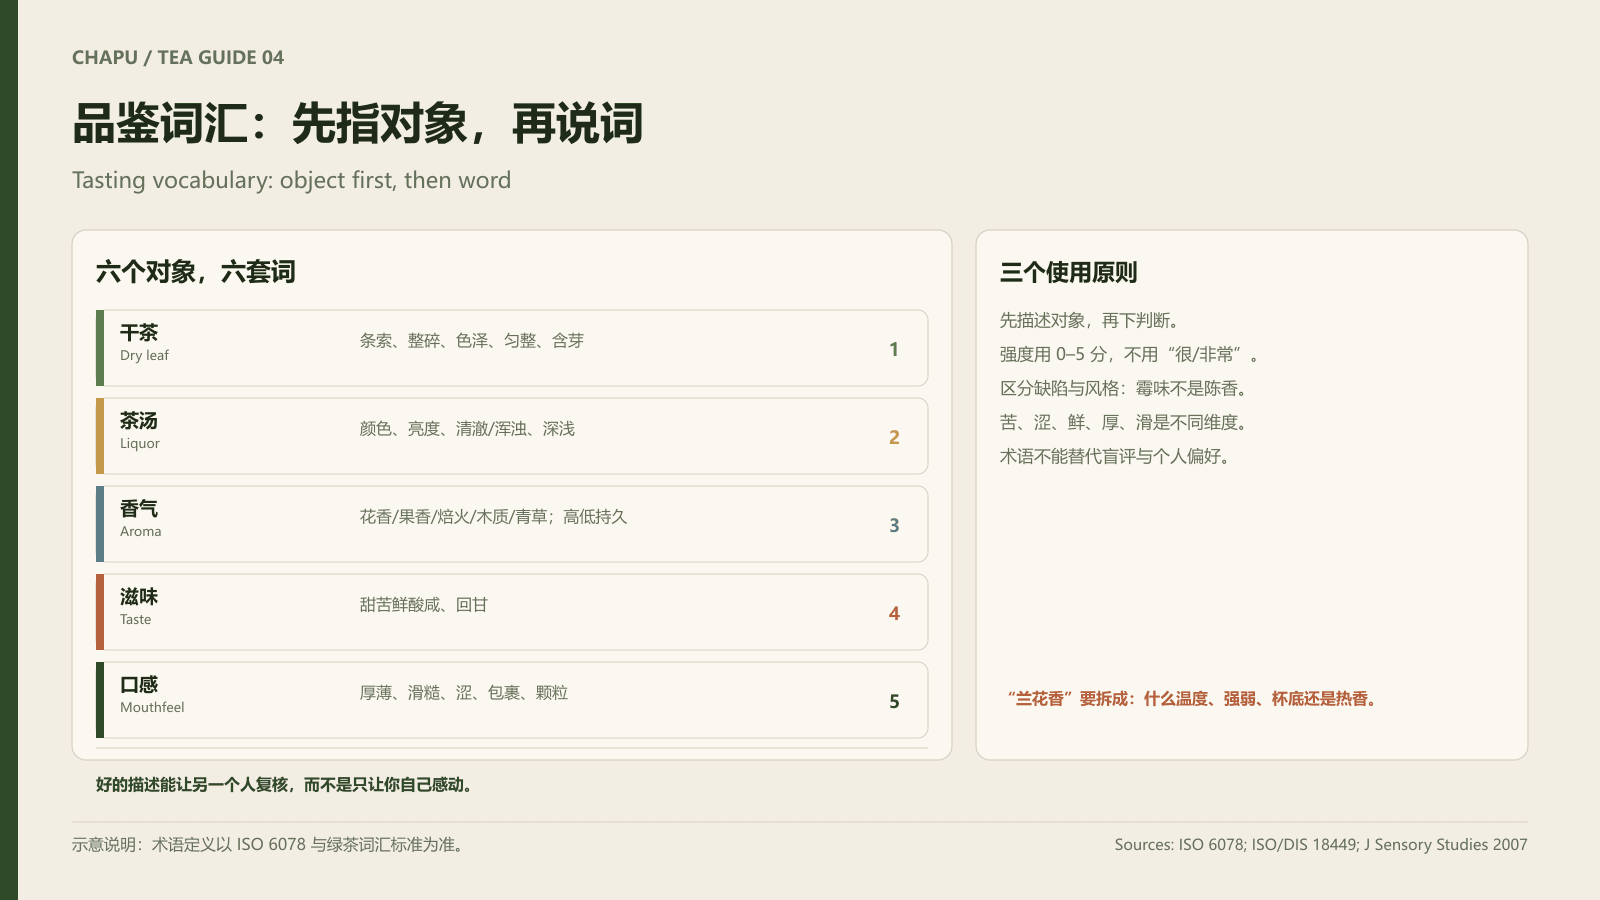 CHAPU / TEA GUIDE 04
品鉴词汇：先指对象，再说词
Tasting vocabulary: object first, then word
六个对象，六套词
干茶
Dry leaf
条索、整碎、色泽、匀整、含芽
1
茶汤
Liquor
颜色、亮度、清澈/浑浊、深浅
2
香气
Aroma
花香/果香/焙火/木质/青草；高低持久
3
滋味
Taste
甜苦鲜酸咸、回甘
4
口感
Mouthfeel
厚薄、滑糙、涩、包裹、颗粒
5
好的描述能让另一个人复核，而不是只让你自己感动。
三个使用原则
先描述对象，再下判断。
强度用 0–5 分，不用“很/非常”。
区分缺陷与风格：霉味不是陈香。
苦、涩、鲜、厚、滑是不同维度。
术语不能替代盲评与个人偏好。
“兰花香”要拆成：什么温度、强弱、杯底还是热香。
示意说明：术语定义以 ISO 6078 与绿茶词汇标准为准。
Sources: ISO 6078; ISO/DIS 18449; J Sensory Studies 2007